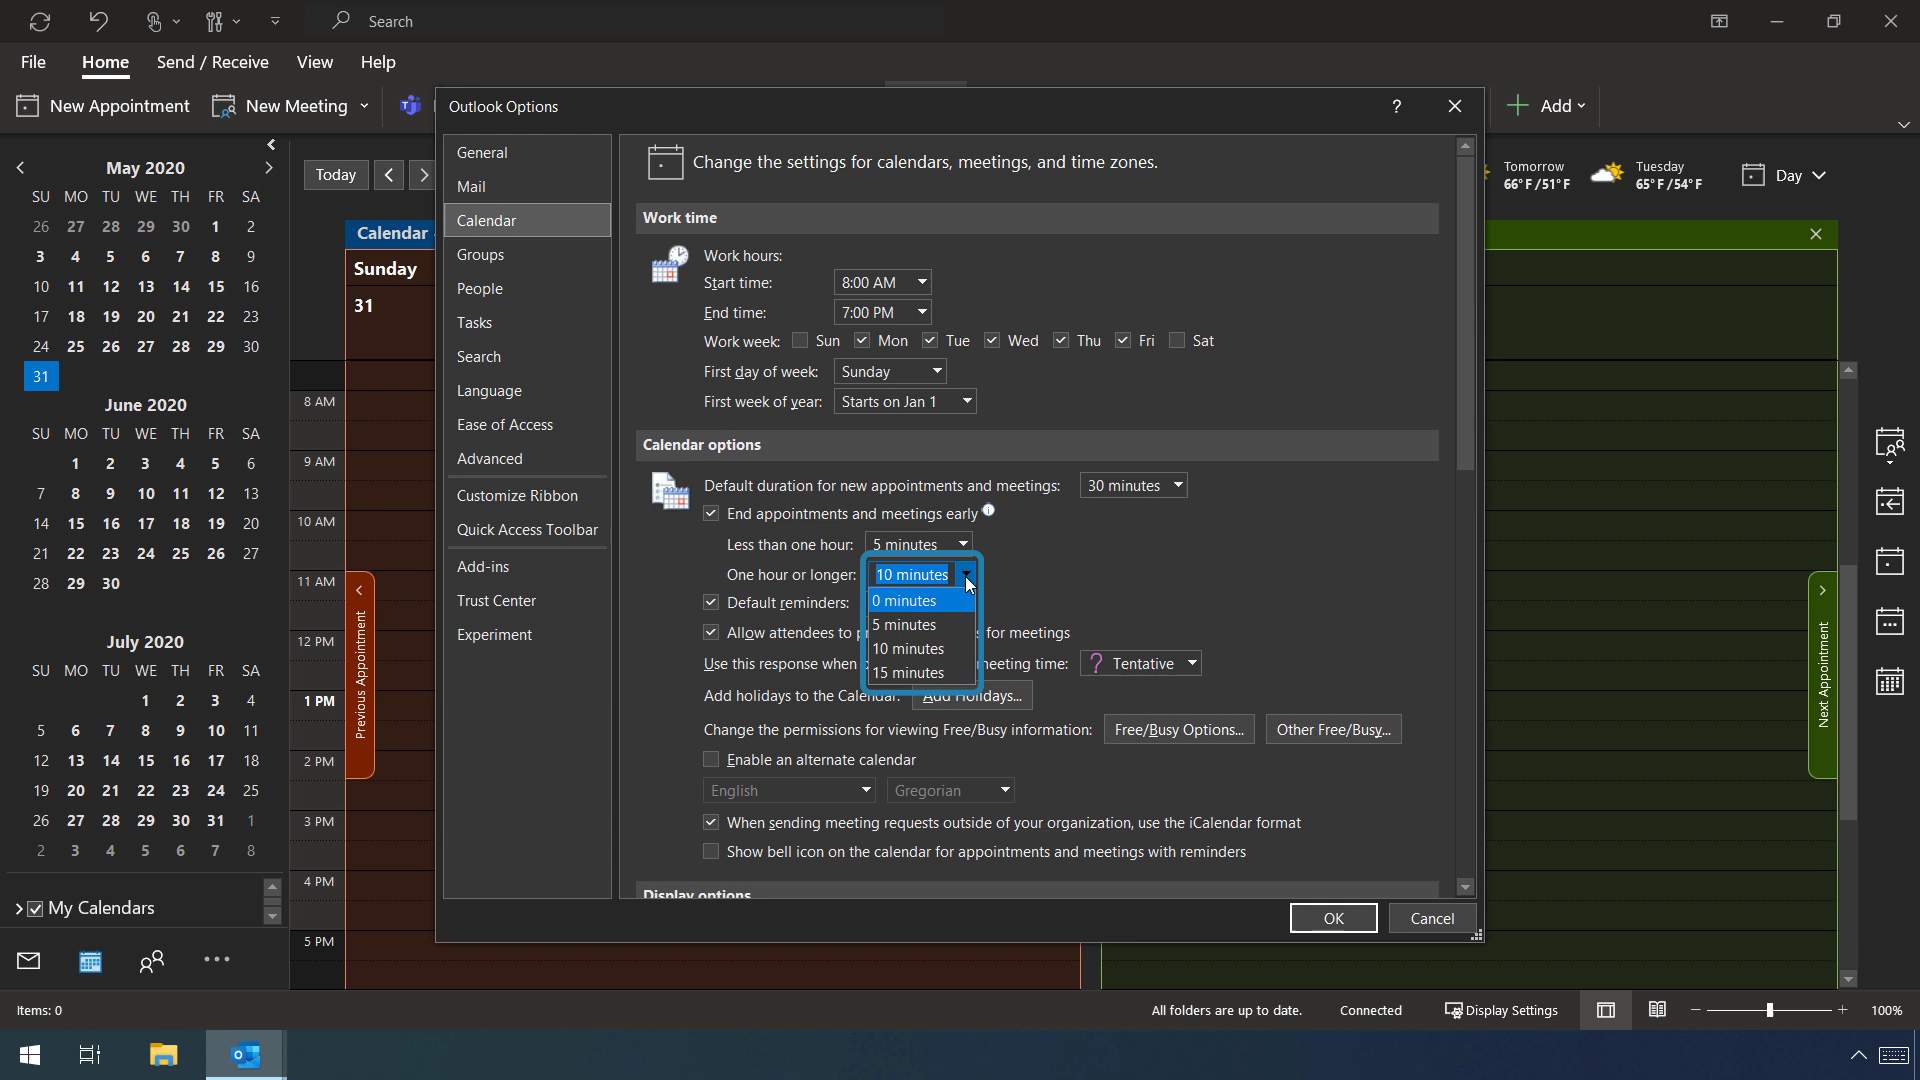 Search
File Home Send / Receive View Help
New Appointment New Meeting Add
May 2020
SU MO TU WE TH FR SA
26 27 28 29 30 1 2
3 4 5 6 7 8 9
10 11 12 13 14 15 16
17 18 19 20 21 22 23
24 25 26 27 28 29 30
31
June 2020
SU MO TU WE TH FR SA
1 2 3 4 5 6
7 8 9 10 11 12 13
14 15 16 17 18 19 20
21 22 23 24 25 26 27
28 29 30
July 2020
SU MO TU WE TH FR SA
1 2 3 4
5 6 7 8 9 10 11
12 13 14 15 16 17 18
19 20 21 22 23 24 25
26 27 28 29 30 31 1
2 3 4 5 6 7 8
My Calendars
Today
Calendar
Sunday
31
8 AM
9 AM
10 AM
11 AM
12 PM
1 PM
2 PM
3 PM
4 PM
5 PM
Previous Appointment
Outlook Options
?
General
Mail
Calendar
Groups
People
Tasks
Search
Language
Ease of Access
Advanced
Customize Ribbon
Quick Access Toolbar
Add-ins
Trust Center
Experiment
Change the settings for calendars, meetings, and time zones.
Work time
Work hours:
Start time: 8:00 AM
End time: 7:00 PM
Work week: Sun Mon Tue Wed Thu Fri Sat
First day of week: Sunday
First week of year: Starts on Jan 1
Calendar options
Default duration for new appointments and meetings: 30 minutes
End appointments and meetings early
Less than one hour: 5 minutes
One hour or longer: 10 minutes
0 minutes
5 minutes
10 minutes
15 minutes
Default reminders:
Allow attendees to for meetings
Use this response when meeting time: ? Tentative
Add holidays to the Calendar: Add Holidays...
Change the permissions for viewing Free/Busy information: Free/Busy Options... Other Free/Busy...
Enable an alternate calendar
English Gregorian
When sending meeting requests outside of your organization, use the iCalendar format
Show bell icon on the calendar for appointments and meetings with reminders
Display options
OK Cancel
Tomorrow
66°F/51°F
Tuesday
65°F/54°F
Day
Next Appointment
Items: 0 All folders are up to date. Connected Display Settings 100%